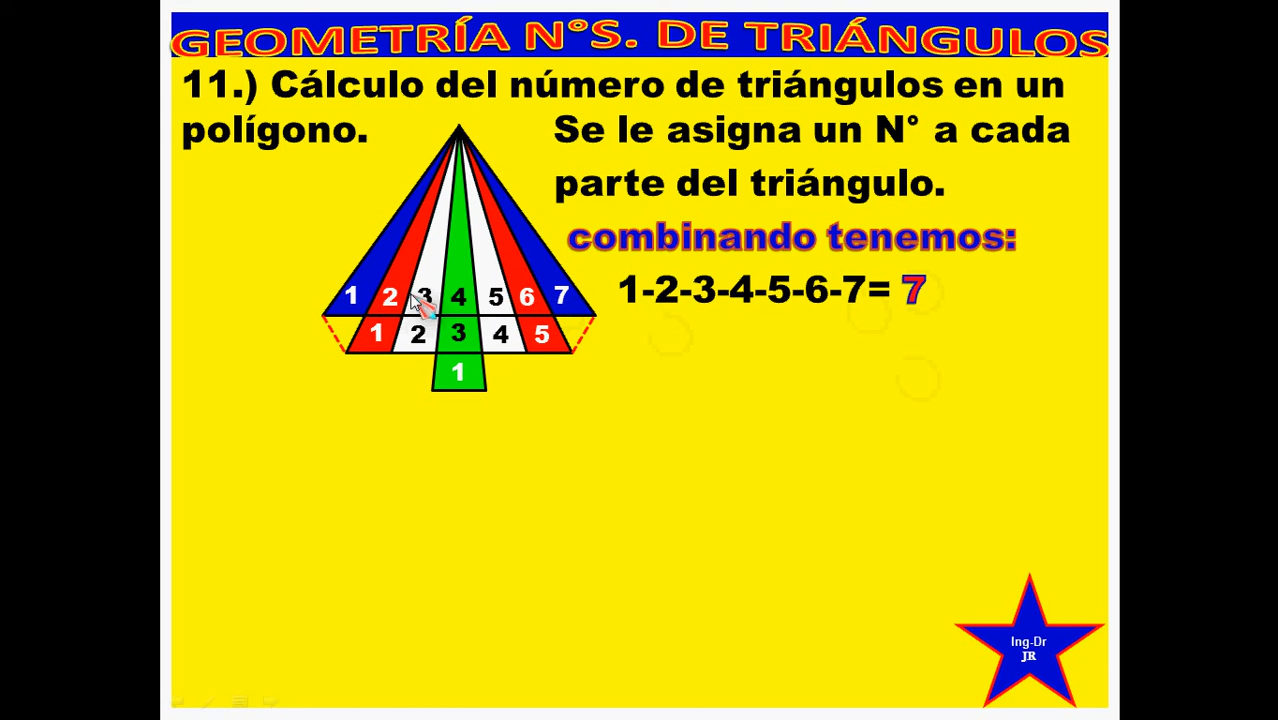 GEOMETRÍA N°S. DE TRIÁNGULOS
11.) Cálculo del número de triángulos en un
polígono.
Se le asigna un N° a cada
parte del triángulo.
combinando tenemos:
1-2-3-4-5-6-7= 7
1 2 3 4 5 6 7
1 2 3 4 5
1
Ing-Dr
JR